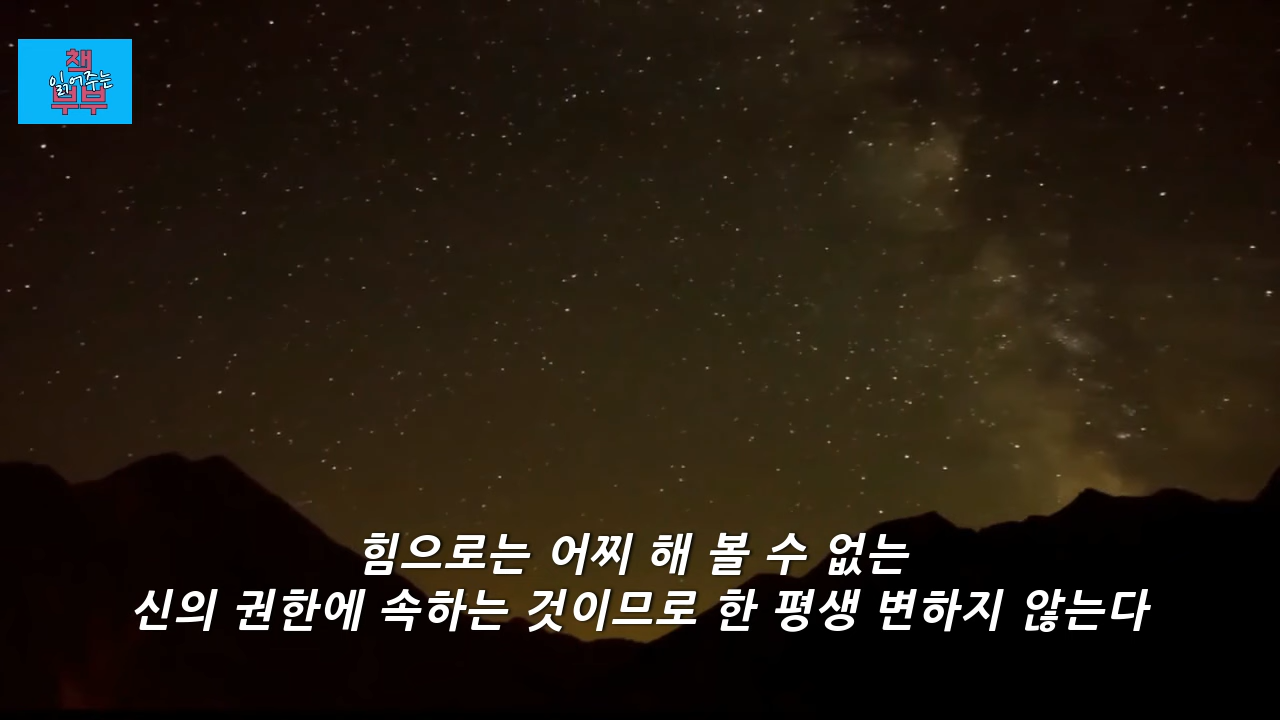 책
읽어주는
부부
힘으로는 어찌 해 볼 수 없는
신의 권한에 속하는 것이므로 한 평생 변하지 않는다